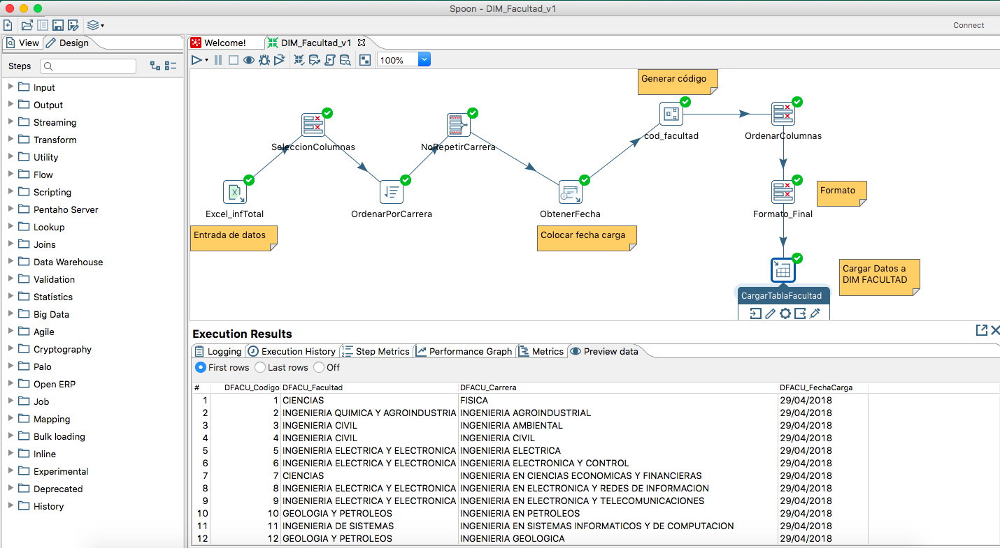 Spoon - DIM_Facultad_v1
Connect
View
Design
Welcome!
DIM_Facultad_v1
Steps
100%
Input
Output
Streaming
Transform
Utility
Flow
Scripting
Pentaho Server
Lookup
Joins
Data Warehouse
Validation
Statistics
Big Data
Agile
Cryptography
Palo
Open ERP
Job
Mapping
Bulk loading
Inline
Experimental
Deprecated
History
Generar código
SeleccionColumnas
NoRepetirCarrera
cod_facultad
OrdenarColumnas
Excel_infTotal
OrdenarPorCarrera
ObtenerFecha
Formato_Final
Formato
Entrada de datos
Colocar fecha carga
Cargar Datos a
DIM FACULTAD
CargarTablaFacultad
Execution Results
Logging
Execution History
Step Metrics
Performance Graph
Metrics
Preview data
First rows
Last rows
Off
# DFACU_Codigo DFACU_Facultad DFACU_Carrera DFACU_FechaCarga
1 1 CIENCIAS FISICA 29/04/2018
2 2 INGENIERIA QUIMICA Y AGROINDUSTRIA INGENIERIA AGROINDUSTRIAL 29/04/2018
3 3 INGENIERIA CIVIL INGENIERIA AMBIENTAL 29/04/2018
4 4 INGENIERIA CIVIL INGENIERIA CIVIL 29/04/2018
5 5 INGENIERIA ELECTRICA Y ELECTRONICA INGENIERIA ELECTRICA 29/04/2018
6 6 INGENIERIA ELECTRICA Y ELECTRONICA INGENIERIA ELECTRONICA Y CONTROL 29/04/2018
7 7 CIENCIAS INGENIERIA EN CIENCIAS ECONOMICAS Y FINANCIERAS 29/04/2018
8 8 INGENIERIA ELECTRICA Y ELECTRONICA INGENIERIA EN ELECTRONICA Y REDES DE INFORMACION 29/04/2018
9 9 INGENIERIA ELECTRICA Y ELECTRONICA INGENIERIA EN ELECTRONICA Y TELECOMUNICACIONES 29/04/2018
10 10 GEOLOGIA Y PETROLEOS INGENIERIA EN PETROLEOS 29/04/2018
11 11 INGENIERIA DE SISTEMAS INGENIERIA EN SISTEMAS INFORMATICOS Y DE COMPUTACION 29/04/2018
12 12 GEOLOGIA Y PETROLEOS INGENIERIA GEOLOGICA 29/04/2018